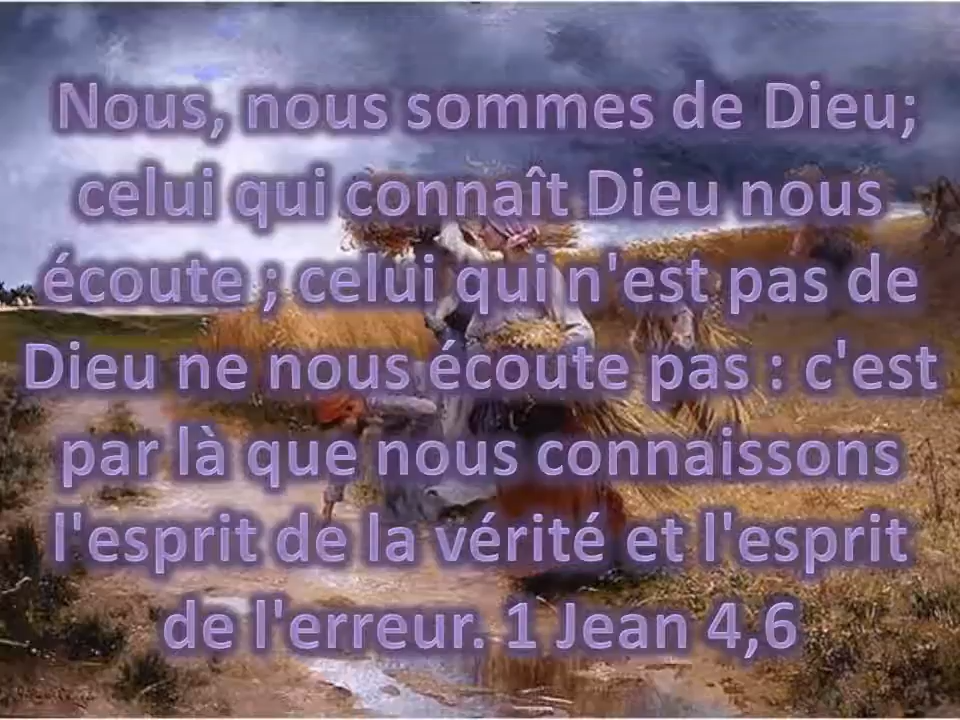 Nous, nous sommes de Dieu;
celui qui connaît Dieu nous
écoute ; celui qui n'est pas de
Dieu ne nous écoute pas : c'est
par là que nous connaissons
l'esprit de la vérité et l'esprit
de l'erreur. 1 Jean 4,6